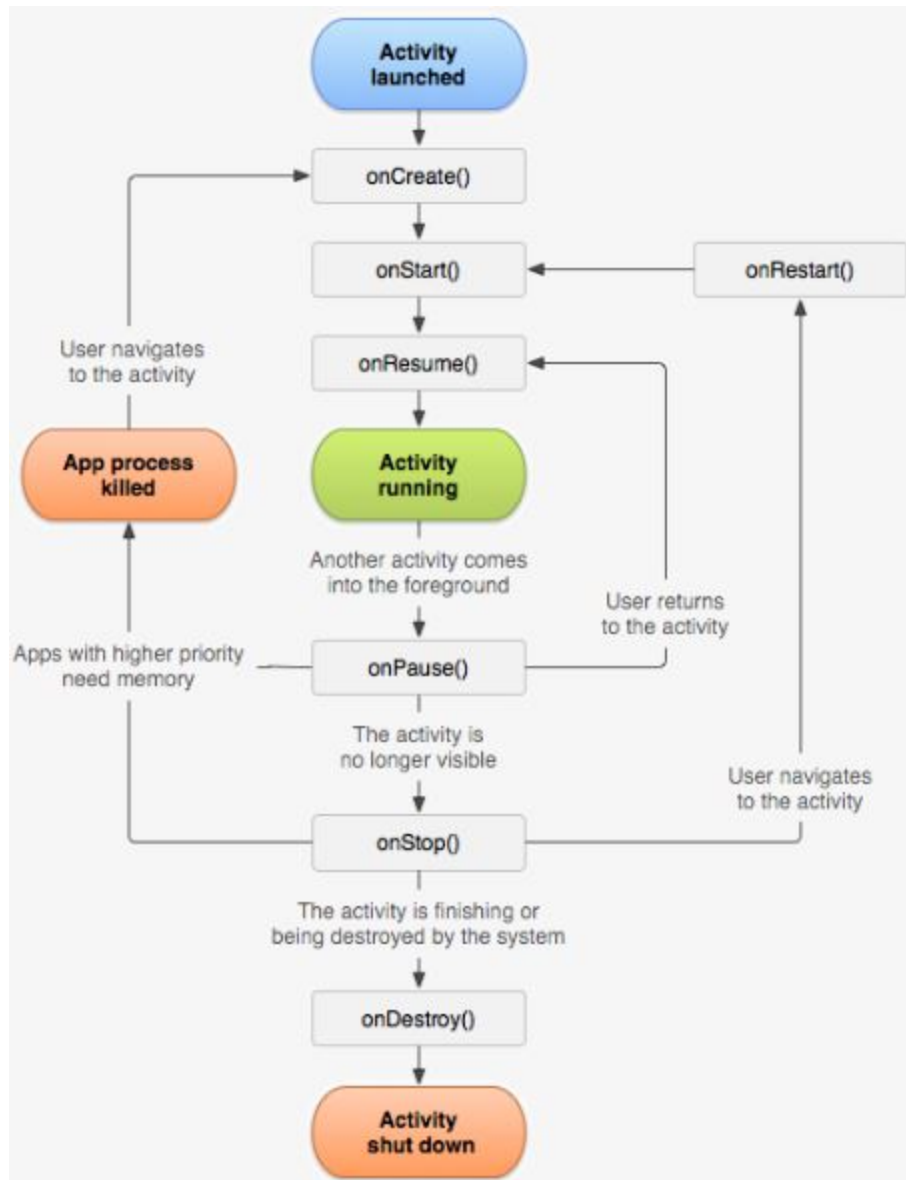 Activity
launched
onCreate()
onStart()
onRestart()
User navigates
to the activity
onResume()
App process
killed
Activity
running
Another activity comes
into the foreground
User returns
to the activity
Apps with higher priority
need memory
onPause()
The activity is
no longer visible
User navigates
to the activity
onStop()
The activity is finishing or
being destroyed by the system
onDestroy()
Activity
shut down